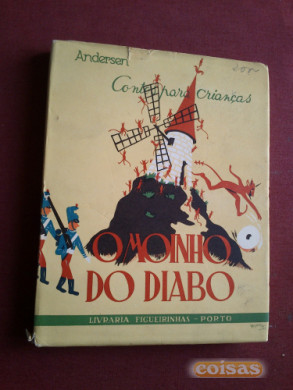 Andersen
Contos para crianças
O MOINHO
DO DIABO
LIVRARIA FIGUEIRINHAS - PORTO
coisas